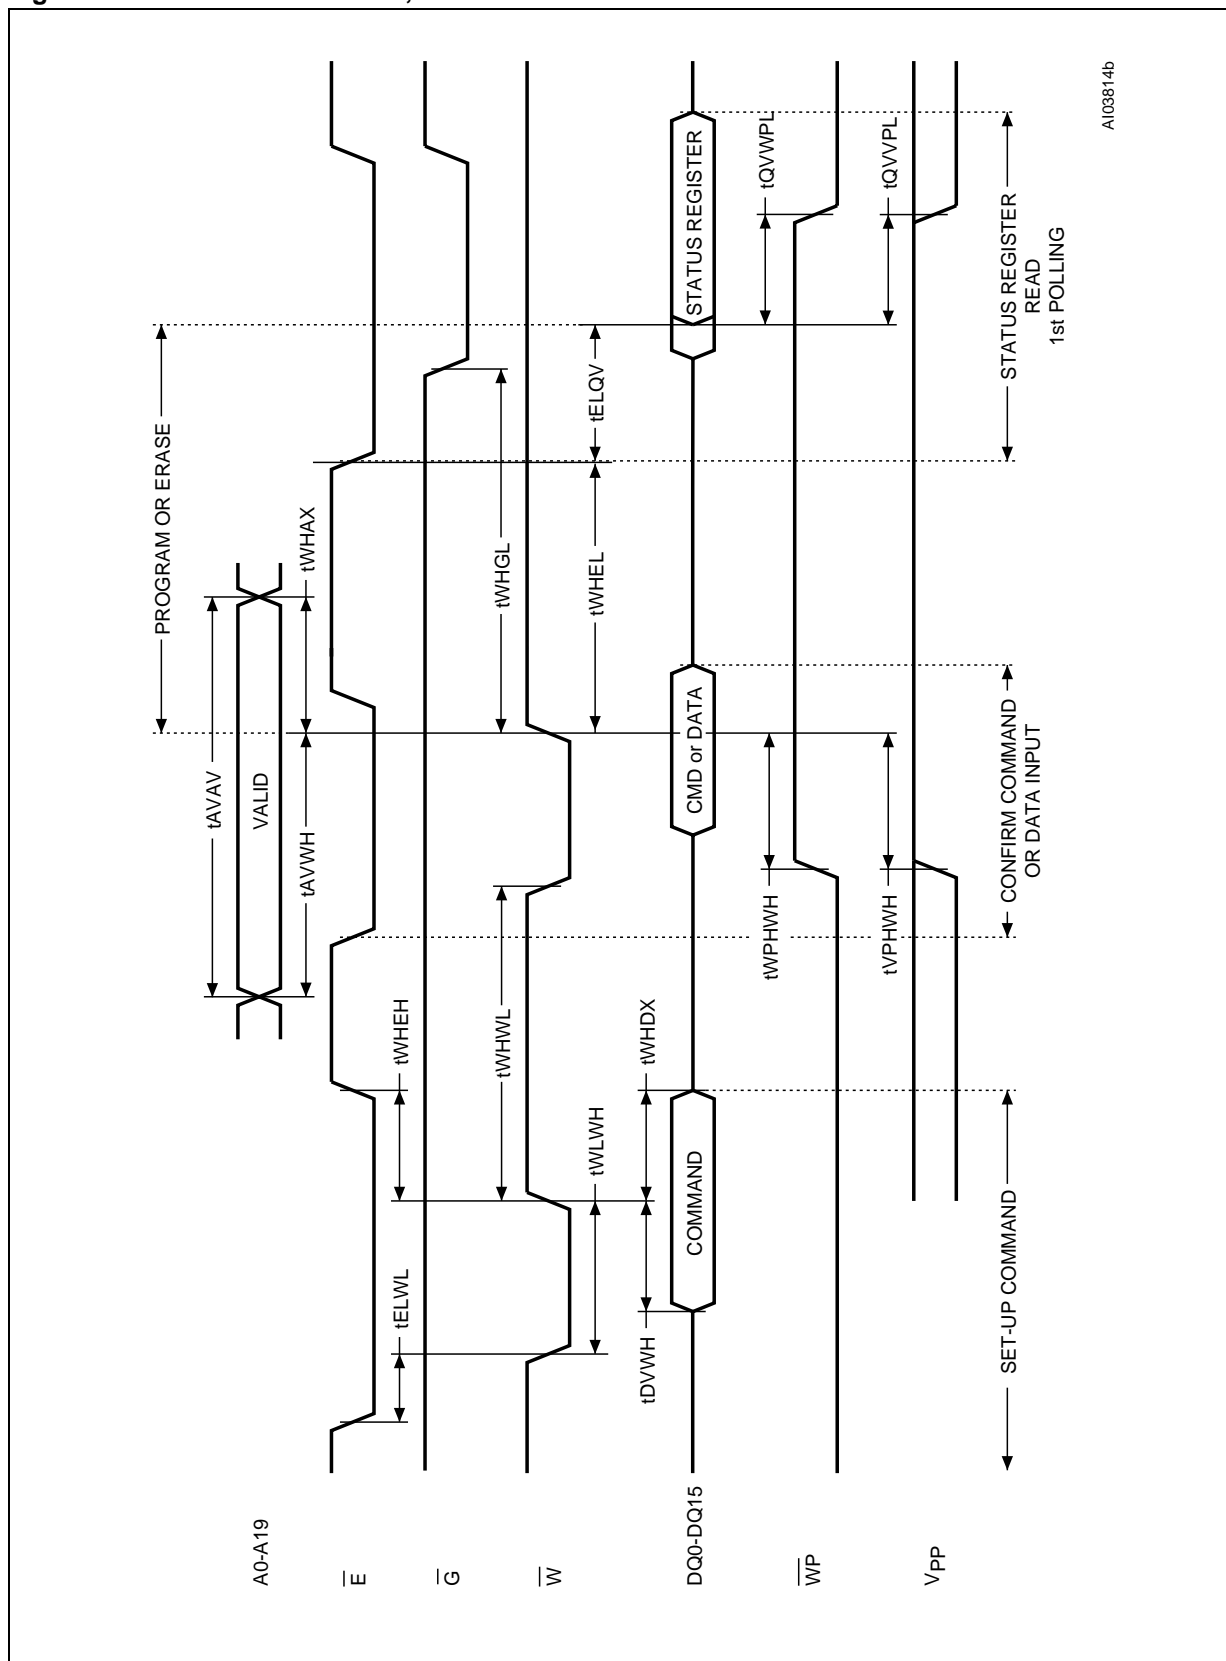 PROGRAM OR ERASE
tAVAV
A0-A19
VALID
tAVWH
tWHAX
E
tELWL
tWHEH
G
tWHWL
tWHGL
W
tWLWH
tWHEL
tELQV
tDVWH
tWHDX
DQ0-DQ15
COMMAND
CMD or DATA
STATUS REGISTER
tWPHWH
tQVWPL
WP
tVPHWH
tQVVPL
VPP
SET-UP COMMAND
CONFIRM COMMAND
OR DATA INPUT
STATUS REGISTER
READ
1st POLLING
AI03814b